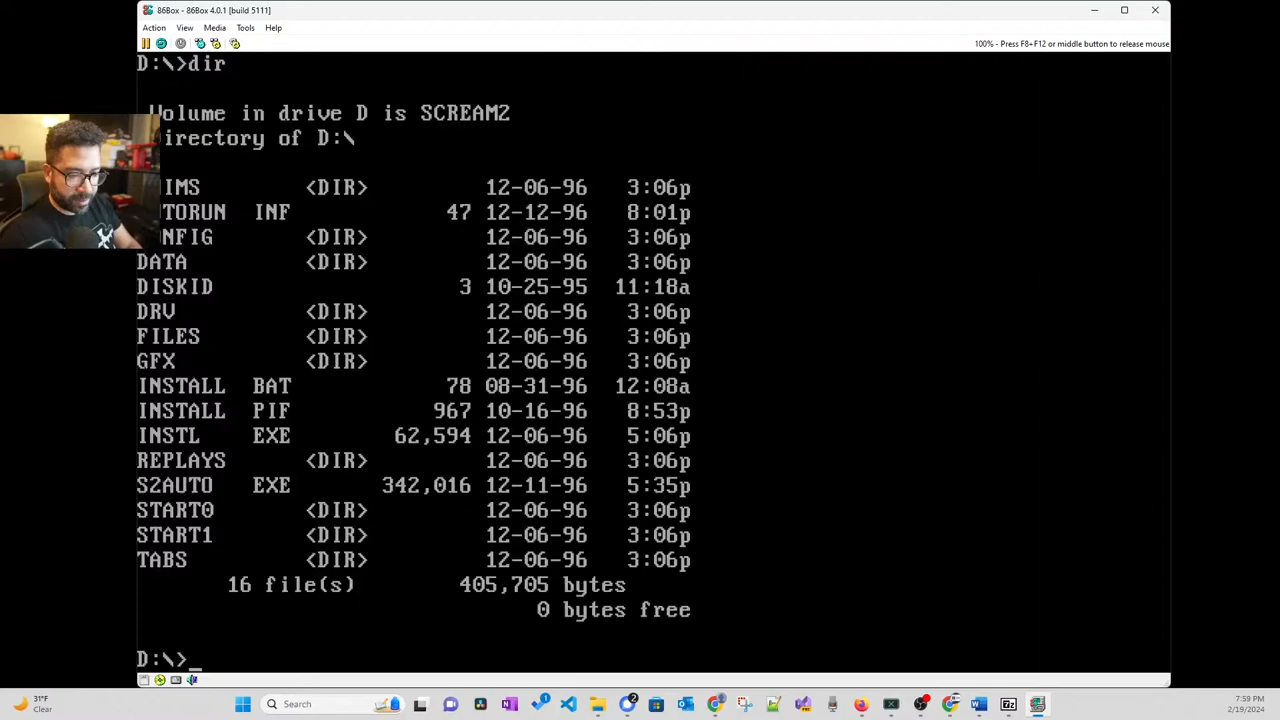 86Box - 86Box 4.0.1 [build 5111]
Action View Media Tools Help
100% - Press F8+F12 or middle button to release mouse
D:\>dir
Volume in drive D is SCREAM2
irectory of D:\
IMS <DIR> 12-06-96 3:06p
TORUN INF 47 12-12-96 8:01p
NFIG <DIR> 12-06-96 3:06p
DATA <DIR> 12-06-96 3:06p
DISKID 3 10-25-95 11:18a
DRV <DIR> 12-06-96 3:06p
FILES <DIR> 12-06-96 3:06p
GFX <DIR> 12-06-96 3:06p
INSTALL BAT 78 08-31-96 12:08a
INSTALL PIF 967 10-16-96 8:53p
INSTL EXE 62,594 12-06-96 5:06p
REPLAYS <DIR> 12-06-96 3:06p
S2AUTO EXE 342,016 12-11-96 5:35p
START0 <DIR> 12-06-96 3:06p
START1 <DIR> 12-06-96 3:06p
TABS <DIR> 12-06-96 3:06p
16 file(s) 405,705 bytes
0 bytes free
D:\>_
31°F
Clear
Search
1
2
7z
7:59 PM
2/19/2024